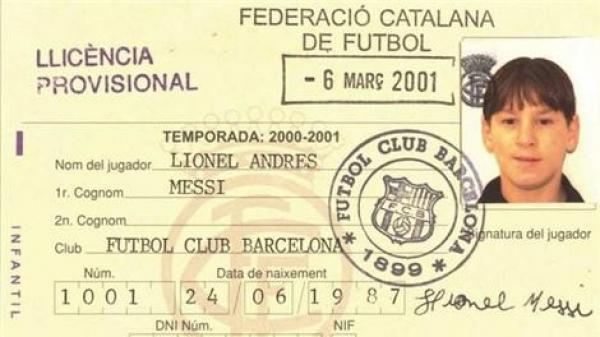 FEDERACIÓ CATALANA
DE FUTBOL
LLICÈNCIA
PROVISIONAL
- 6 MARÇ 2001
TEMPORADA: 2000-2001
Nom del jugador LIONEL ANDRES
1r. Cognom MESSI
2n. Cognom
Club FUTBOL CLUB BARCELONA
* FUTBOL CLUB BARCELONA *
1899
FCB
Signatura del jugador
INFANTIL
Núm. Data de naixement
1001 24 06 1987
Lionel Messi
DNI Núm. NIF